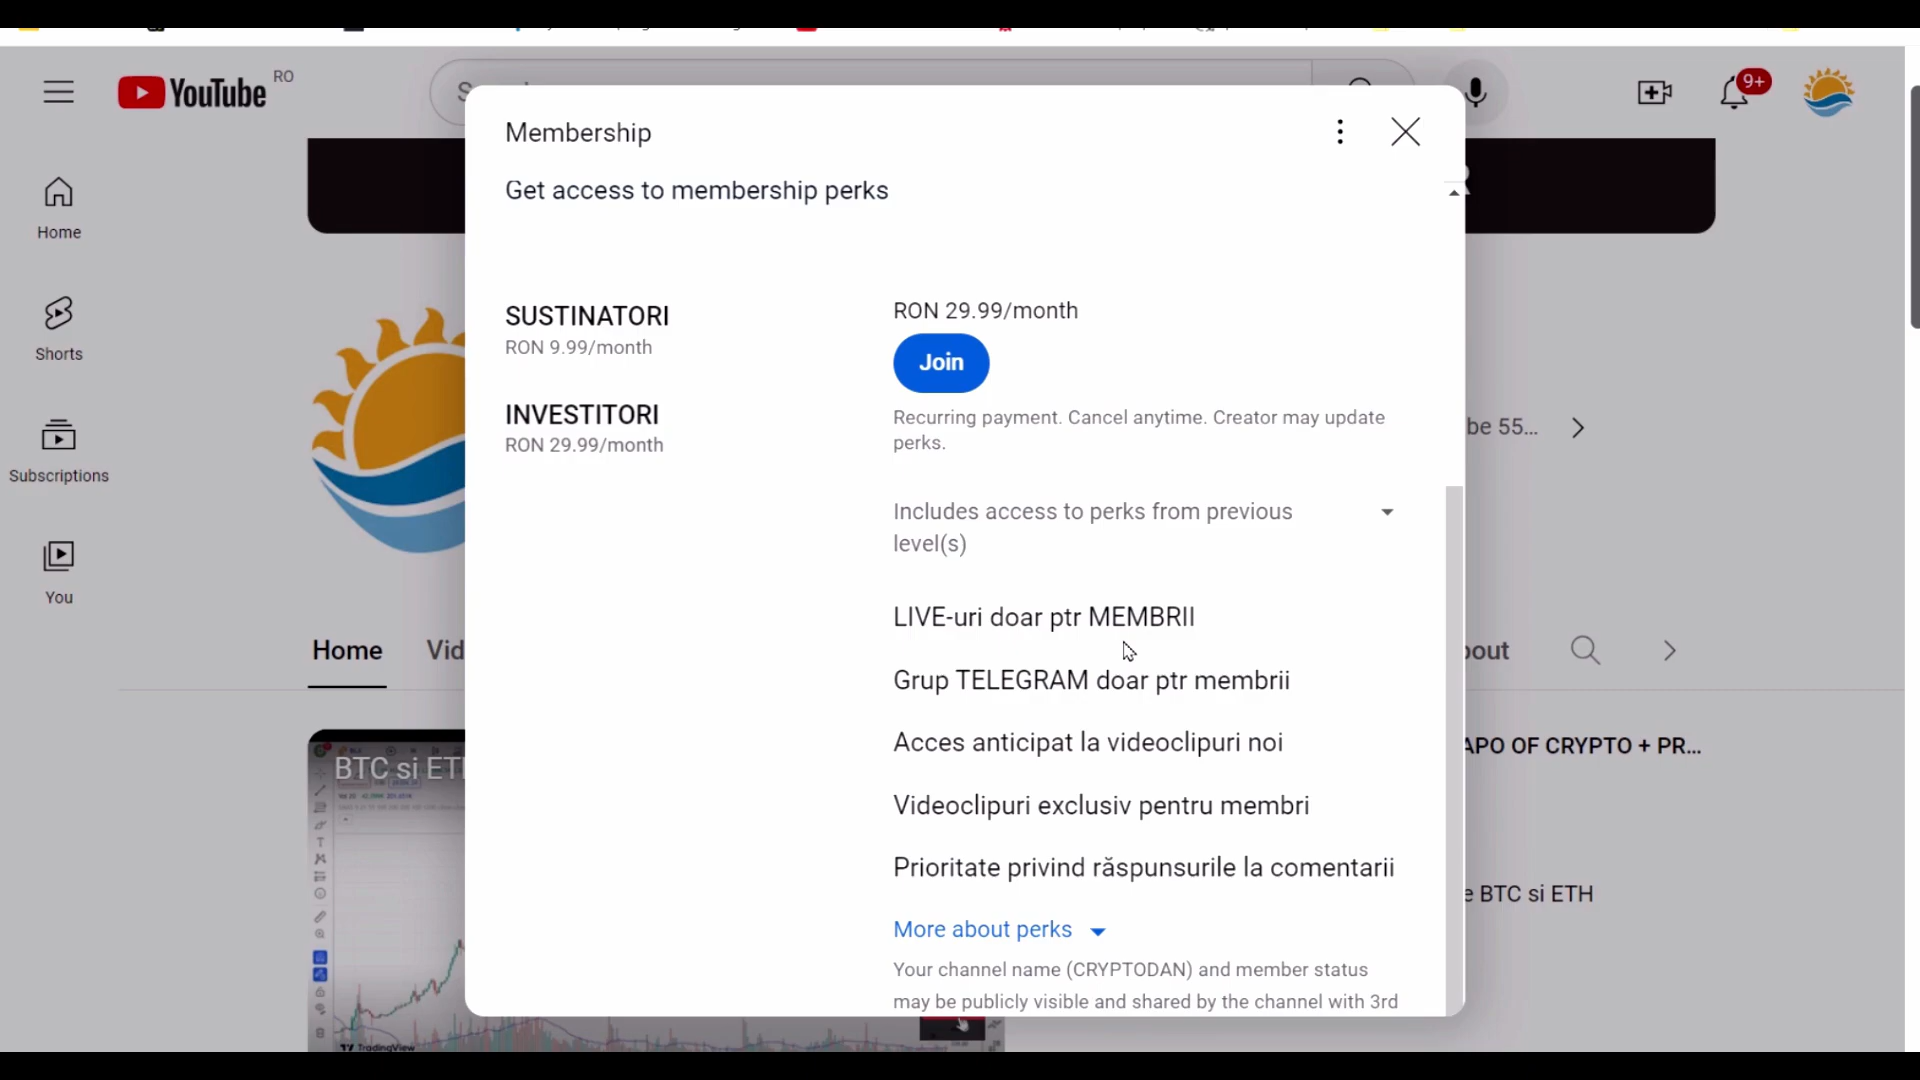 YouTube RO
9+
Membership
Get access to membership perks
Home
Shorts
Subscriptions
You
SUSTINATORI
RON 9.99/month
INVESTITORI
RON 29.99/month
RON 29.99/month
Join
Recurring payment. Cancel anytime. Creator may update
perks.
Includes access to perks from previous
level(s)
LIVE-uri doar ptr MEMBRII
Grup TELEGRAM doar ptr membrii
Acces anticipat la videoclipuri noi
Videoclipuri exclusiv pentru membri
Prioritate privind răspunsurile la comentarii
More about perks
Your channel name (CRYPTODAN) and member status
may be publicly visible and shared by the channel with 3rd
be 55...
Home Vid
out
BTC si ET
APO OF CRYPTO + PR...
e BTC si ETH
TradingView